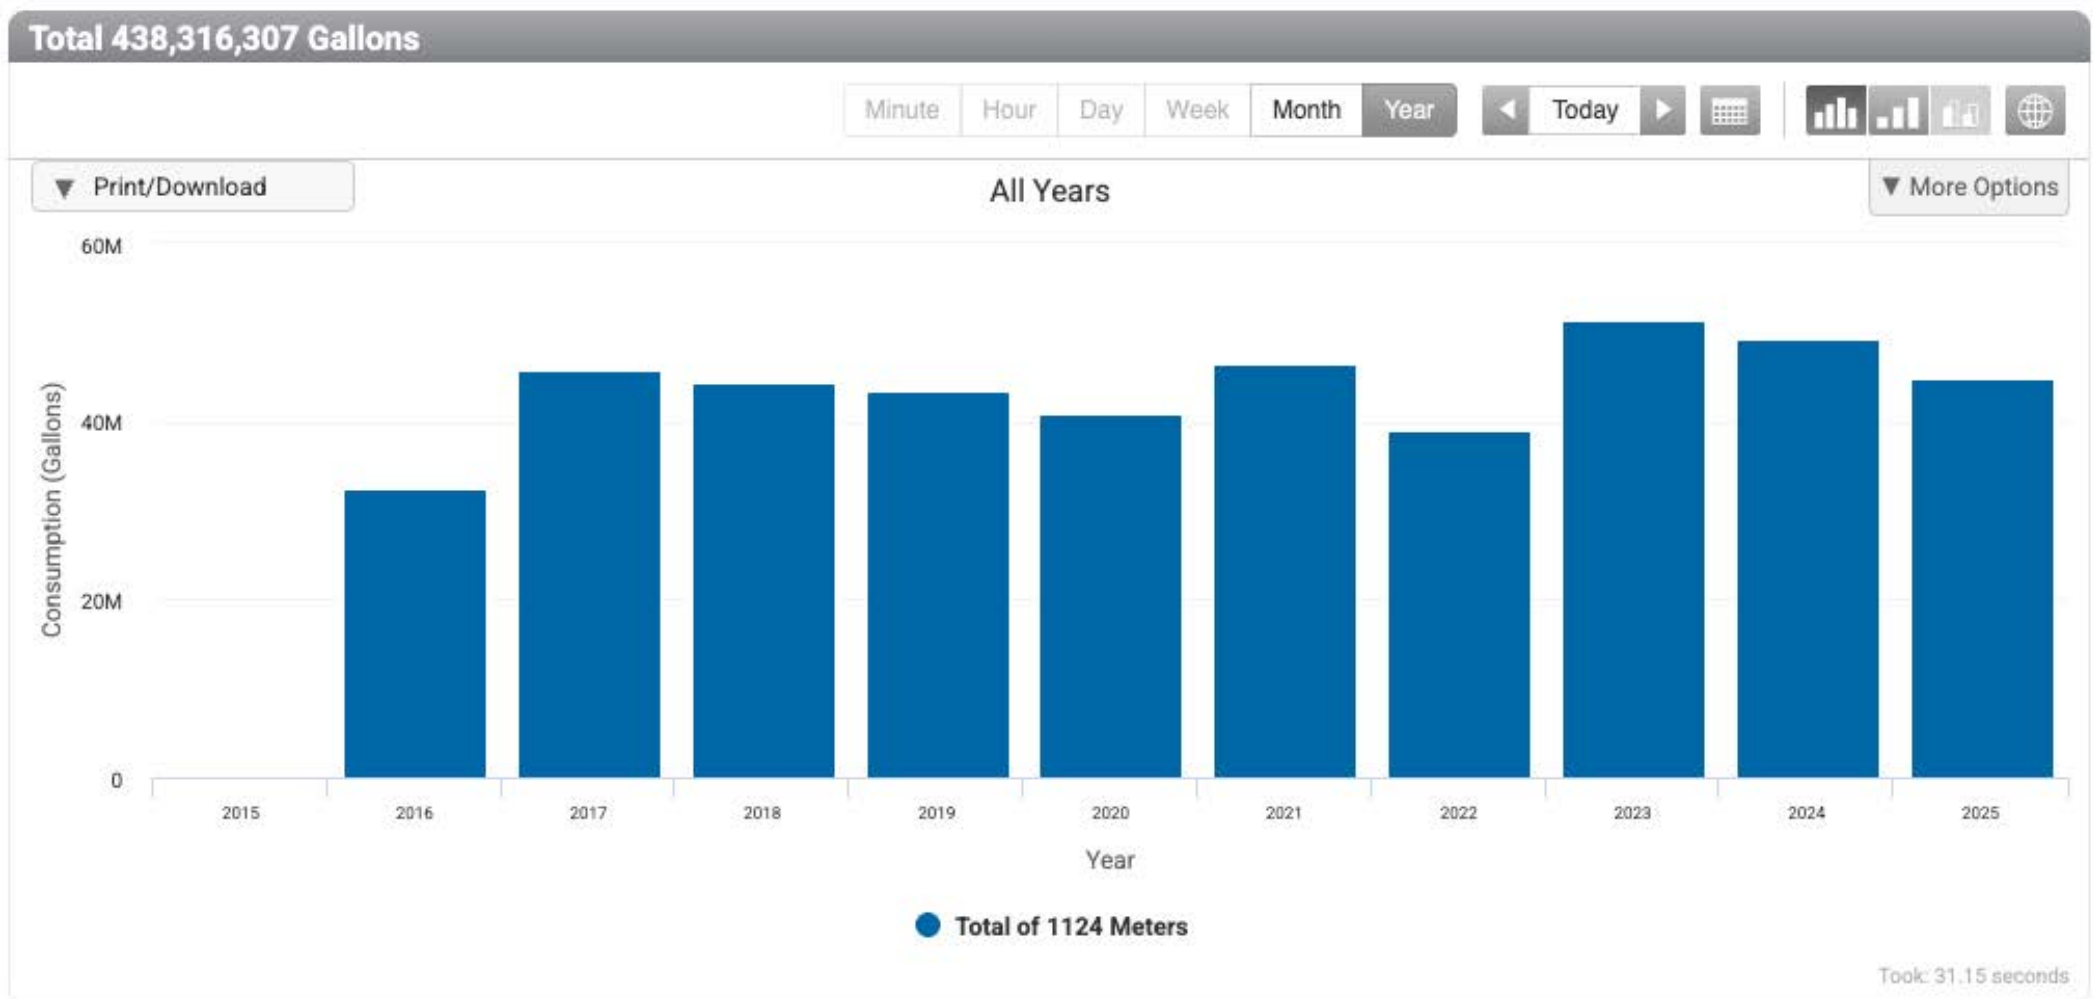 Total 438,316,307 Gallons
Minute Hour Day Week Month Year Today
Print/Download
All Years
More Options
60M
40M
20M
0
Consumption (Gallons)
2015 2016 2017 2018 2019 2020 2021 2022 2023 2024 2025
Year
Total of 1124 Meters
Took: 31.15 seconds